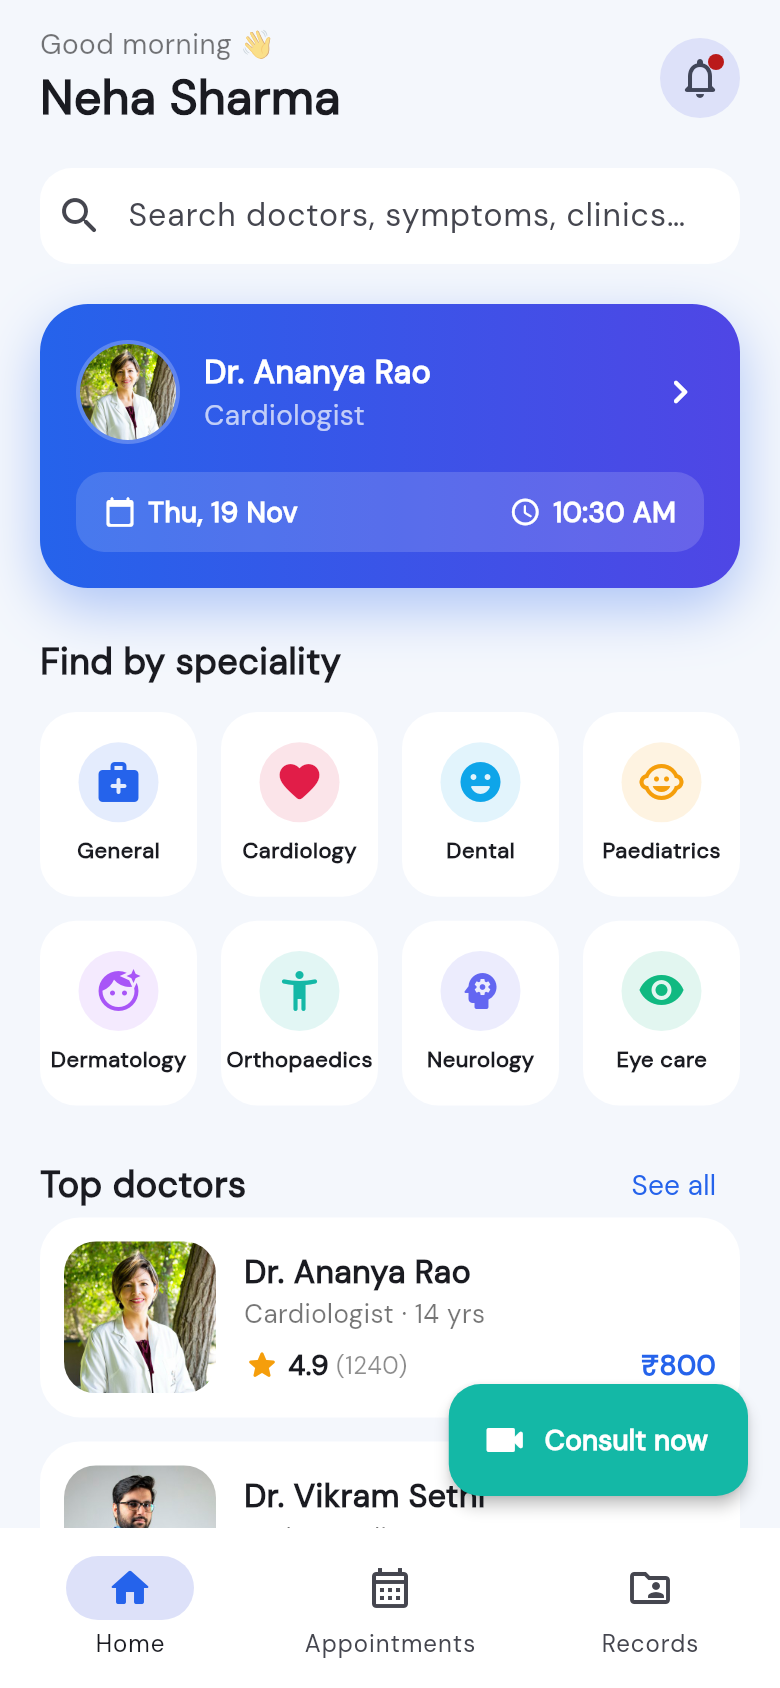 Good morning 👋
Neha Sharma
Search doctors, symptoms, clinics...
Dr. Ananya Rao
Cardiologist
Thu, 19 Nov
10:30 AM
Find by speciality
General
Cardiology
Dental
Paediatrics
Dermatology
Orthopaedics
Neurology
Eye care
Top doctors
See all
Dr. Ananya Rao
Cardiologist · 14 yrs
4.9 (1240)
₹800
Consult now
Dr. Vikram Sethi
Home
Appointments
Records